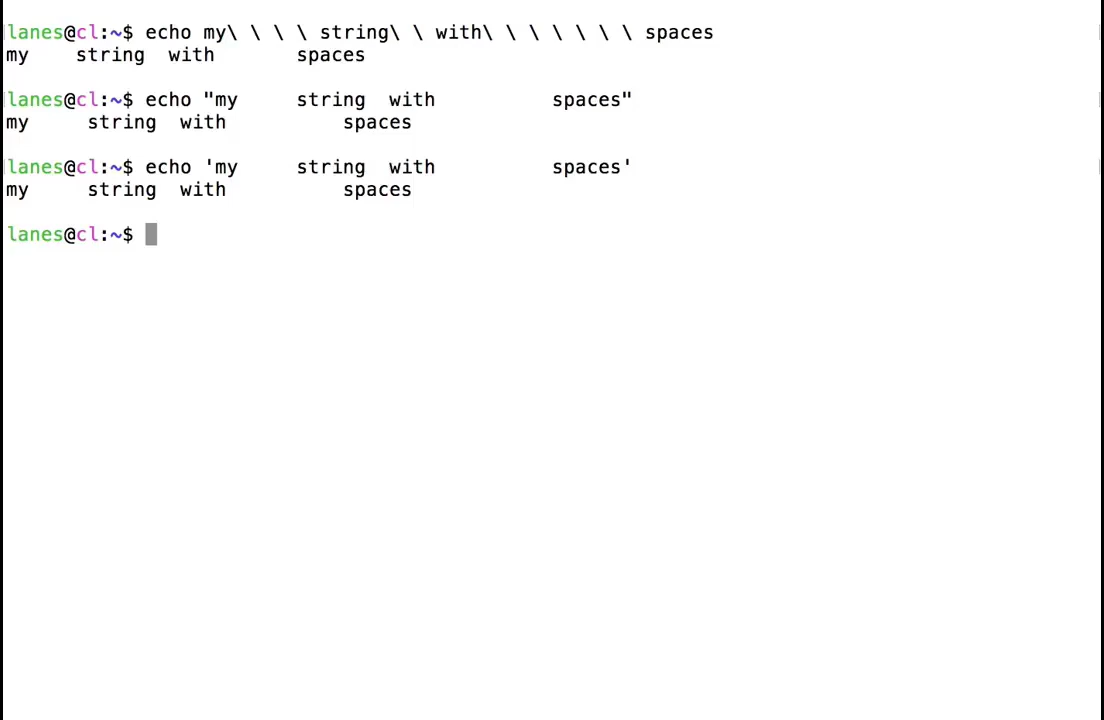 lanes@cl:~$ echo my\ \ \ \ string\ \ with\ \ \ \ \ \ \ spaces
my    string  with       spaces
lanes@cl:~$ echo "my     string  with          spaces"
my     string  with          spaces
lanes@cl:~$ echo 'my     string  with          spaces'
my     string  with          spaces
lanes@cl:~$